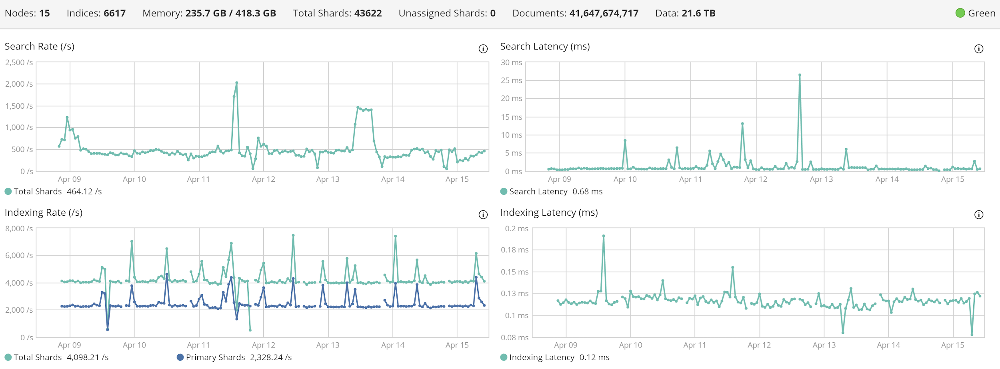 Nodes: 15 Indices: 6617 Memory: 235.7 GB / 418.3 GB Total Shards: 43622 Unassigned Shards: 0 Documents: 41,647,674,717 Data: 21.6 TB Green
Search Rate (/s)
2,500 /s
2,000 /s
1,500 /s
1,000 /s
500 /s
0 /s
Apr 09 Apr 10 Apr 11 Apr 12 Apr 13 Apr 14 Apr 15
Total Shards 464.12 /s
Search Latency (ms)
30 ms
25 ms
20 ms
15 ms
10 ms
5 ms
0 ms
Apr 09 Apr 10 Apr 11 Apr 12 Apr 13 Apr 14 Apr 15
Search Latency 0.68 ms
Indexing Rate (/s)
8,000 /s
6,000 /s
4,000 /s
2,000 /s
0 /s
Apr 09 Apr 10 Apr 11 Apr 12 Apr 13 Apr 14 Apr 15
Total Shards 4,098.21 /s Primary Shards 2,328.24 /s
Indexing Latency (ms)
0.2 ms
0.18 ms
0.15 ms
0.13 ms
0.1 ms
0.08 ms
Apr 09 Apr 10 Apr 11 Apr 12 Apr 13 Apr 14 Apr 15
Indexing Latency 0.12 ms